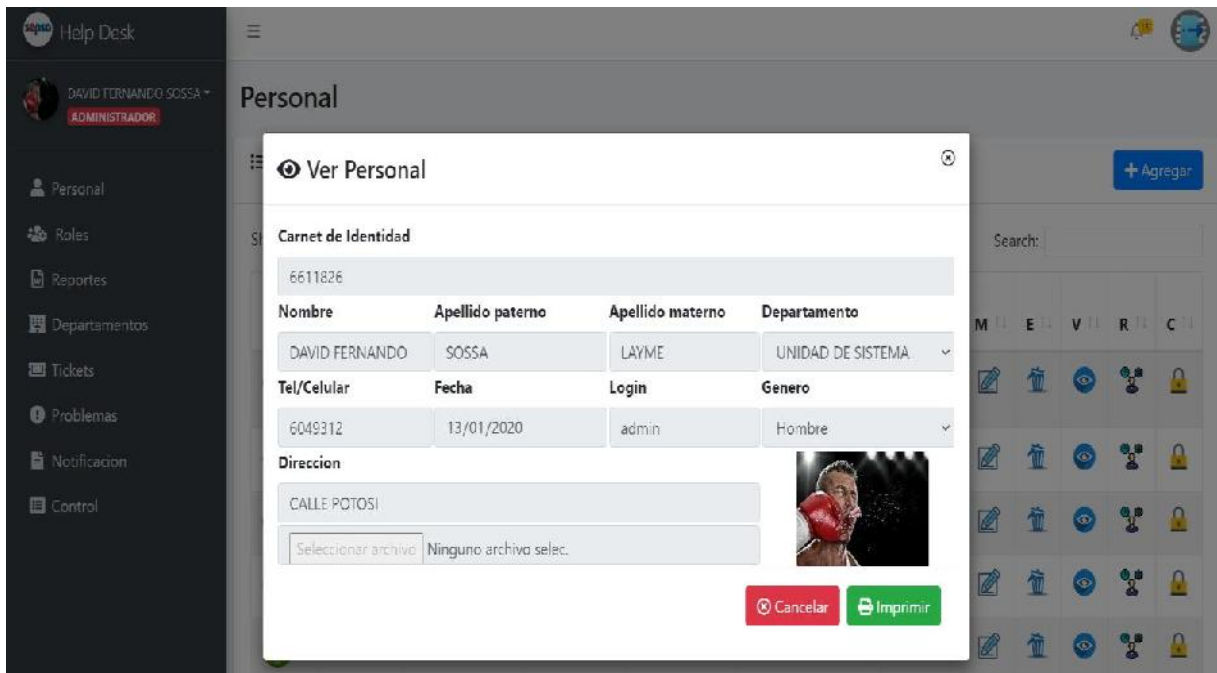 Help Desk
DAVID FERNANDO SOSSA
ADMINISTRADOR
Personal
Roles
Reportes
Departamentos
Tickets
Problemas
Notificacion
Control
Personal
+ Agregar
Search:
M E V R C
Ver Personal
Carnet de Identidad
6611826
Nombre Apellido paterno Apellido materno Departamento
DAVID FERNANDO SOSSA LAYME UNIDAD DE SISTEMA
Tel/Celular Fecha Login Genero
6049312 13/01/2020 admin Hombre
Direccion
CALLE POTOSI
Seleccionar archivo Ninguno archivo selec.
Cancelar Imprimir